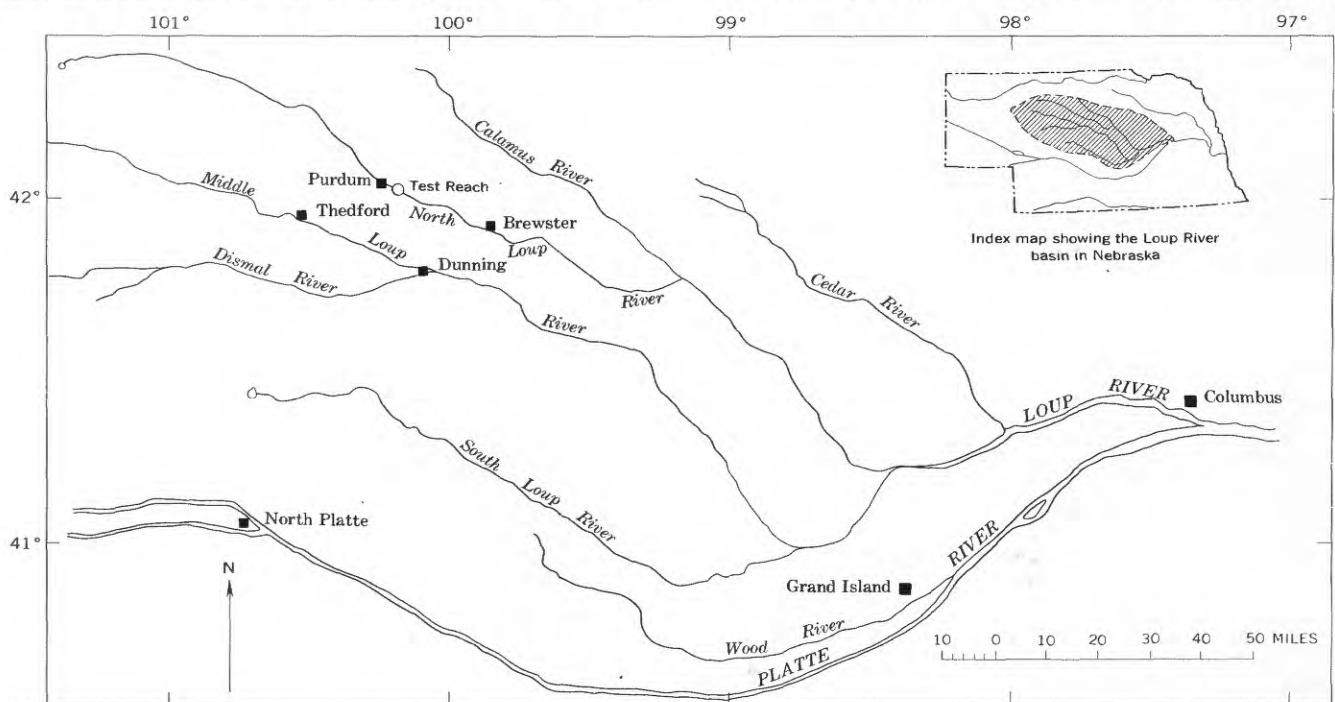 101°
100°
99°
98°
97°
42°
41°
Calamus River
Purdum
Test Reach
Middle Loup River
Thedford
North Loup River
Brewster
Dunning
Dismal River
Cedar River
Index map showing the Loup River
basin in Nebraska
LOUP RIVER
Columbus
South Loup River
North Platte
N
Grand Island
Wood River
PLATTE RIVER
10 0 10 20 30 40 50 MILES